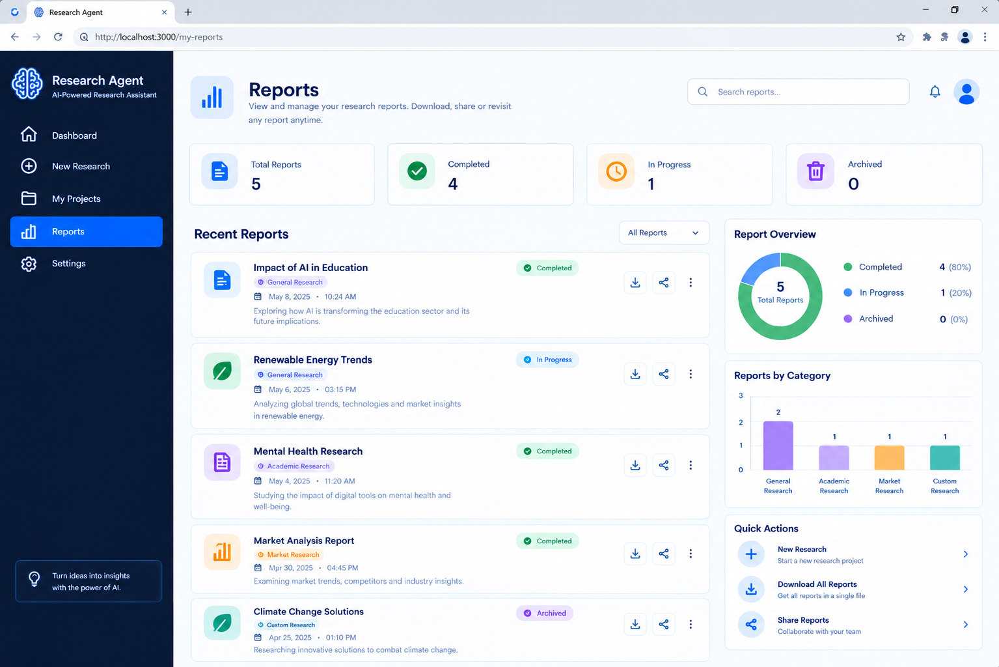 Research Agent
http://localhost:3000/my-reports
Research Agent
AI-Powered Research Assistant
Dashboard
New Research
My Projects
Reports
Settings
Turn ideas into insights
with the power of AI.
Reports
View and manage your research reports. Download, share or revisit
any report anytime.
Search reports...
Total Reports
5
Completed
4
In Progress
1
Archived
0
Recent Reports
All Reports
Impact of AI in Education
Completed
General Research
May 8, 2025 • 10:24 AM
Exploring how AI is transforming the education sector and its
future implications.
Renewable Energy Trends
In Progress
General Research
May 6, 2025 • 03:15 PM
Analyzing global trends, technologies and market insights
in renewable energy.
Mental Health Research
Completed
Academic Research
May 4, 2025 • 11:20 AM
Studying the impact of digital tools on mental health and
well-being.
Market Analysis Report
Completed
Market Research
Mpr 30, 2025 • 04:45 PM
Examining market trends, competitors and industry insights.
Climate Change Solutions
Archived
Custom Research
Apr 25, 2025 • 01:10 PM
Researching innovative solutions to combat climate change.
Report Overview
5
Total Reports
Completed 4 (80%)
In Progress 1 (20%)
Archived 0 (0%)
Reports by Category
3
2
1
0
2
1
1
1
General
Research
Academic
Research
Market
Research
Custom
Research
Quick Actions
New Research
Start a new research project
Download All Reports
Get all reports in a single file
Share Reports
Collaborate with your team